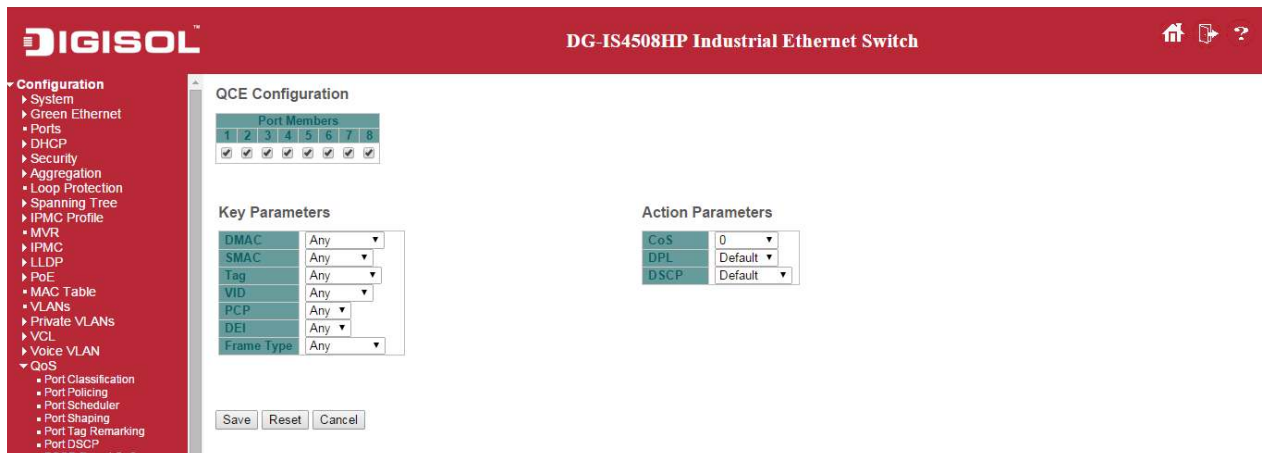 DIGISOL™
DG-IS4508HP Industrial Ethernet Switch
?
Configuration
System
Green Ethernet
Ports
DHCP
Security
Aggregation
Loop Protection
Spanning Tree
IPMC Profile
MVR
IPMC
LLDP
PoE
MAC Table
VLANs
Private VLANs
VCL
Voice VLAN
QoS
Port Classification
Port Policing
Port Scheduler
Port Shaping
Port Tag Remarking
Port DSCP
QCE Configuration
Port Members
1 2 3 4 5 6 7 8
Key Parameters
DMAC Any
SMAC Any
Tag Any
VID Any
PCP Any
DEI Any
Frame Type Any
Action Parameters
CoS 0
DPL Default
DSCP Default
Save Reset Cancel